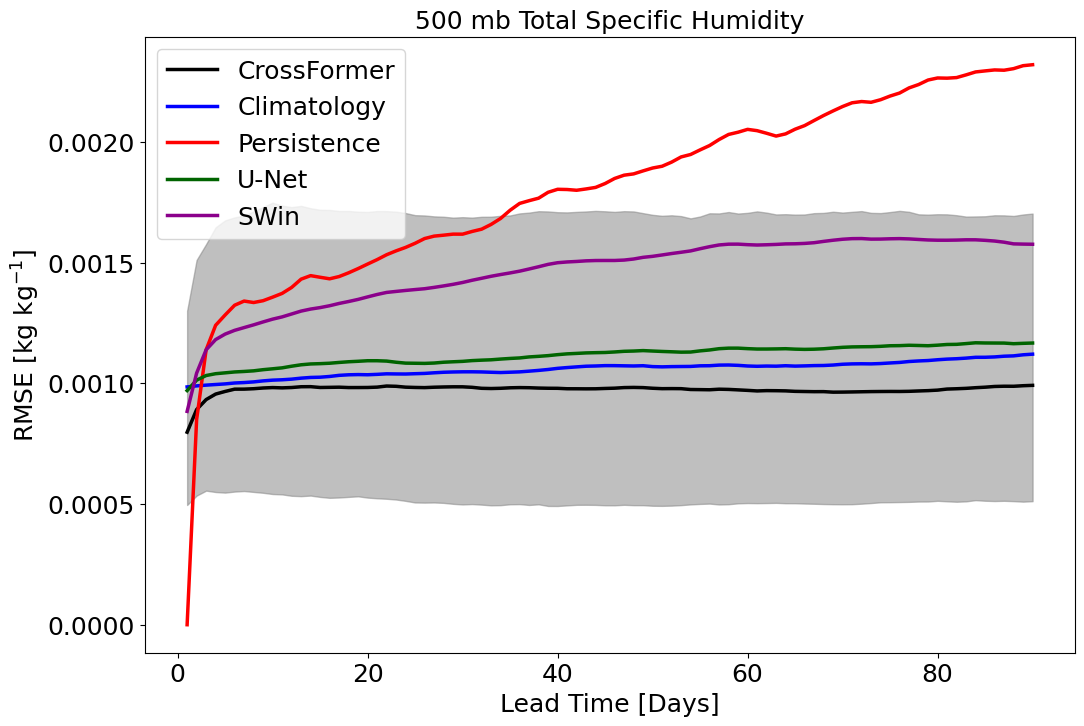 500 mb Total Specific Humidity
CrossFormer
Climatology
Persistence
U-Net
SWin
RMSE [kg kg⁻¹]
0.0020
0.0015
0.0010
0.0005
0.0000
0 20 40 60 80
Lead Time [Days]